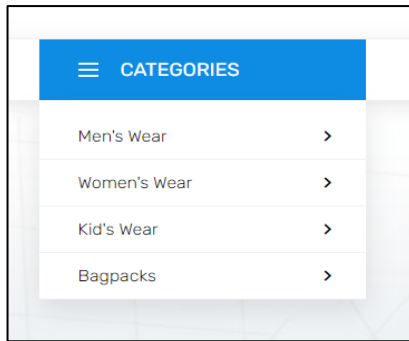 CATEGORIES
Men's Wear
Women's Wear
Kid's Wear
Bagpacks